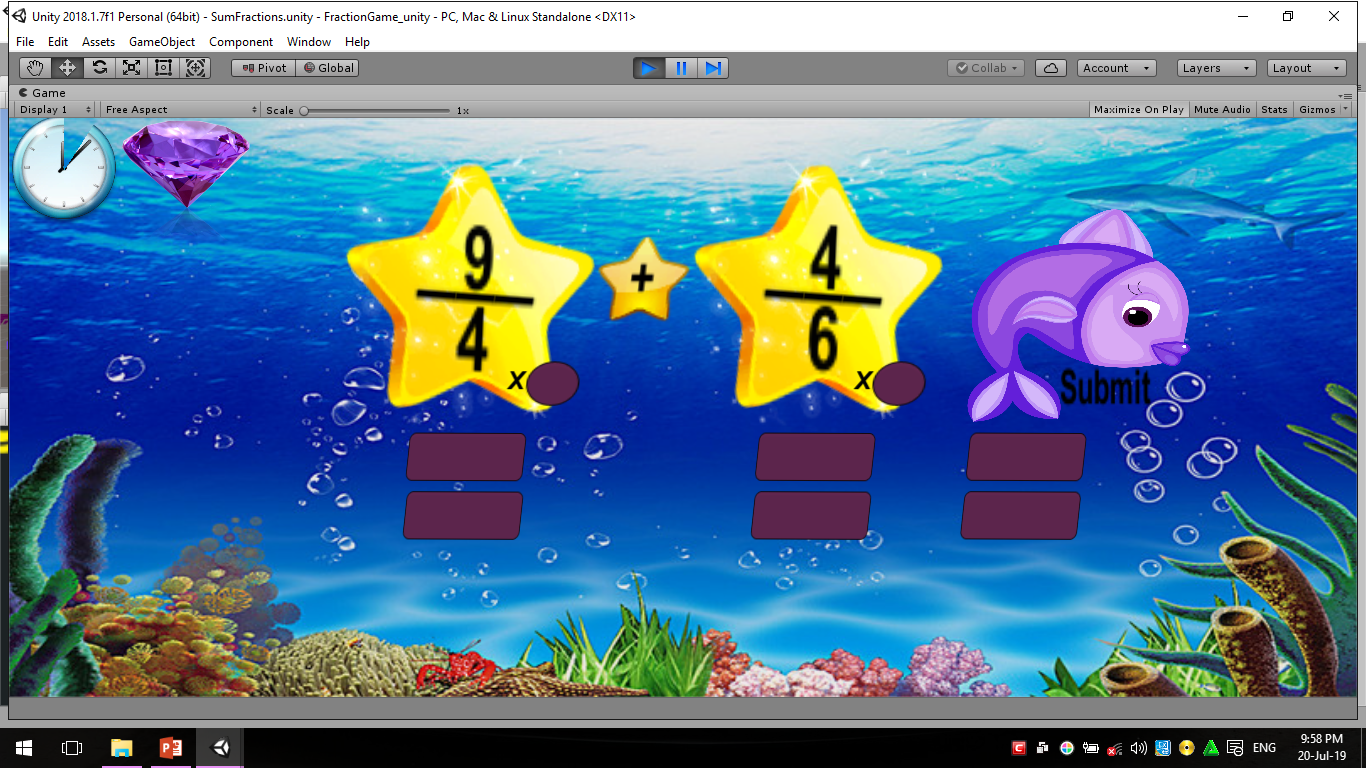 Unity 2018.1.7f1 Personal (64bit) - SumFractions.unity - FractionGame_unity - PC, Mac & Linux Standalone <DX11>
File Edit Assets GameObject Component Window Help
Pivot Global Collab Account Layers Layout
Game
Display 1 Free Aspect Scale 1x Maximize On Play Mute Audio Stats Gizmos
9 + 4
4 6
x x
Submit
ENG
9:58 PM
20-Jul-19